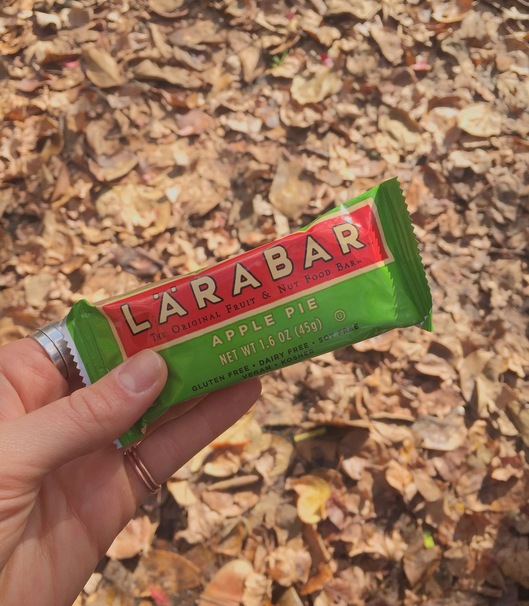 LÄRABAR
THE ORIGINAL FRUIT & NUT FOOD BAR™
APPLE PIE
NET WT 1.6 OZ (45g)
GLUTEN FREE • DAIRY FREE • SOY FREE
VEGAN • KOSHER